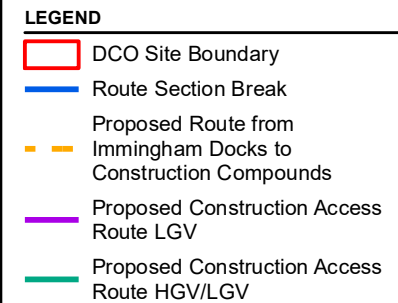 LEGEND
DCO Site Boundary
Route Section Break
Proposed Route from
Immingham Docks to
Construction Compounds
Proposed Construction Access
Route LGV
Proposed Construction Access
Route HGV/LGV